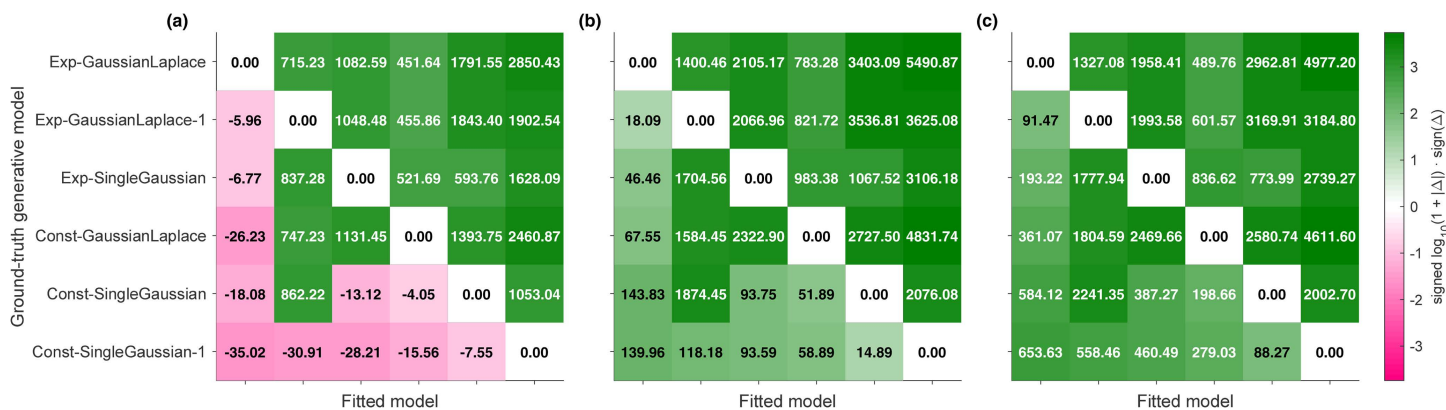 (a) (b) (c)
Ground-truth generative model
Exp-GaussianLaplace
Exp-GaussianLaplace-1
Exp-SingleGaussian
Const-GaussianLaplace
Const-SingleGaussian
Const-SingleGaussian-1
0.00 715.23 1082.59 451.64 1791.55 2850.43
-5.96 0.00 1048.48 455.86 1843.40 1902.54
-6.77 837.28 0.00 521.69 593.76 1628.09
-26.23 747.23 1131.45 0.00 1393.75 2460.87
-18.08 862.22 -13.12 -4.05 0.00 1053.04
-35.02 -30.91 -28.21 -15.56 -7.55 0.00
Fitted model
0.00 1400.46 2105.17 783.28 3403.09 5490.87
18.09 0.00 2066.96 821.72 3536.81 3625.08
46.46 1704.56 0.00 983.38 1067.52 3106.18
67.55 1584.45 2322.90 0.00 2727.50 4831.74
143.83 1874.45 93.75 51.89 0.00 2076.08
139.96 118.18 93.59 58.89 14.89 0.00
Fitted model
0.00 1327.08 1958.41 489.76 2962.81 4977.20
91.47 0.00 1993.58 601.57 3169.91 3184.80
193.22 1777.94 0.00 836.62 773.99 2739.27
361.07 1804.59 2469.66 0.00 2580.74 4611.60
584.12 2241.35 387.27 198.66 0.00 2002.70
653.63 558.46 460.49 279.03 88.27 0.00
Fitted model
3
2
1
0
-1
-2
-3
signed log₁₀(1 + |Δ|) · sign(Δ)